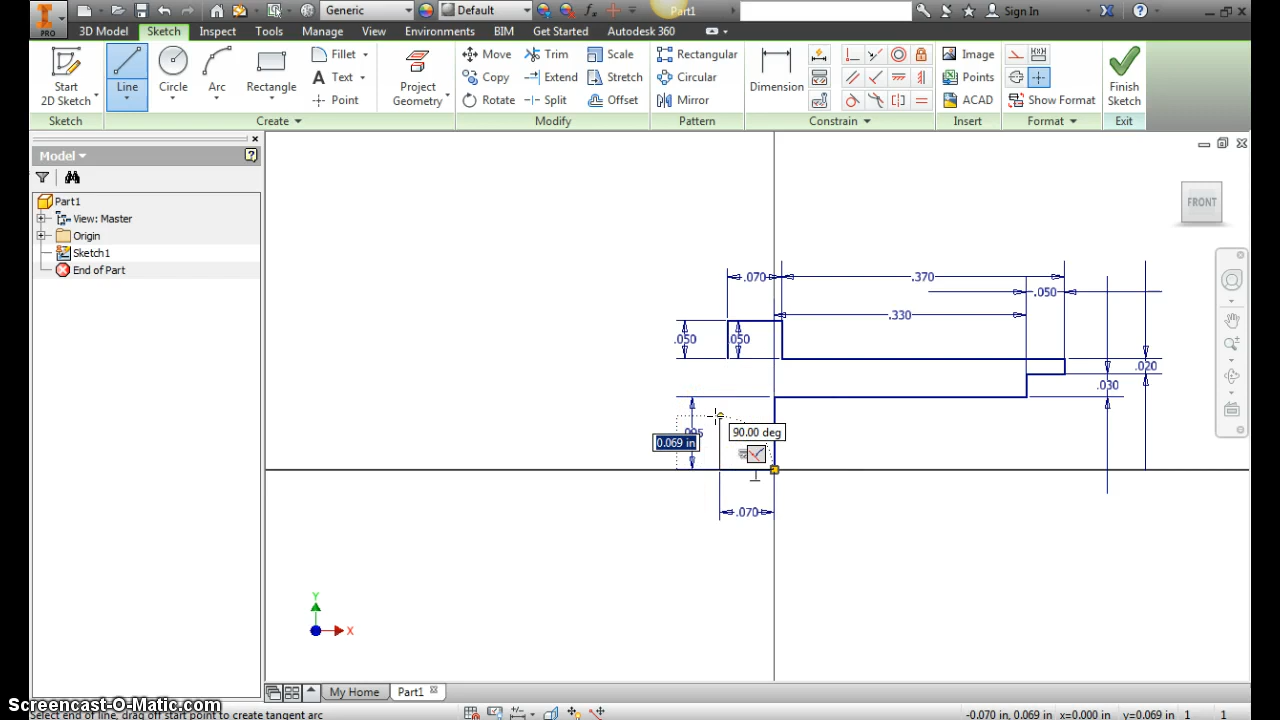 Generic
Default
Part1
Sign In
PRO
3D Model
Sketch
Inspect
Tools
Manage
View
Environments
BIM
Get Started
Autodesk 360
Start
2D Sketch
Line
Circle
Arc
Rectangle
Fillet
Text
Point
Project
Geometry
Move
Copy
Rotate
Trim
Extend
Split
Scale
Stretch
Offset
Rectangular
Circular
Mirror
Dimension
Image
Points
ACAD
Show Format
Finish
Sketch
Sketch
Create
Modify
Pattern
Constrain
Insert
Format
Exit
Model
Part1
View: Master
Origin
Sketch1
End of Part
FRONT
.070
.370
.050
.330
.050
.050
.020
.030
90.00 deg
0.069 in
.070
Y
X
My Home
Part1
Screencast-O-Matic.com
Select end of line, drag off start point to create tangent arc
-0.070 in, 0.069 in
x=0.000 in
y=0.069 in
1
1